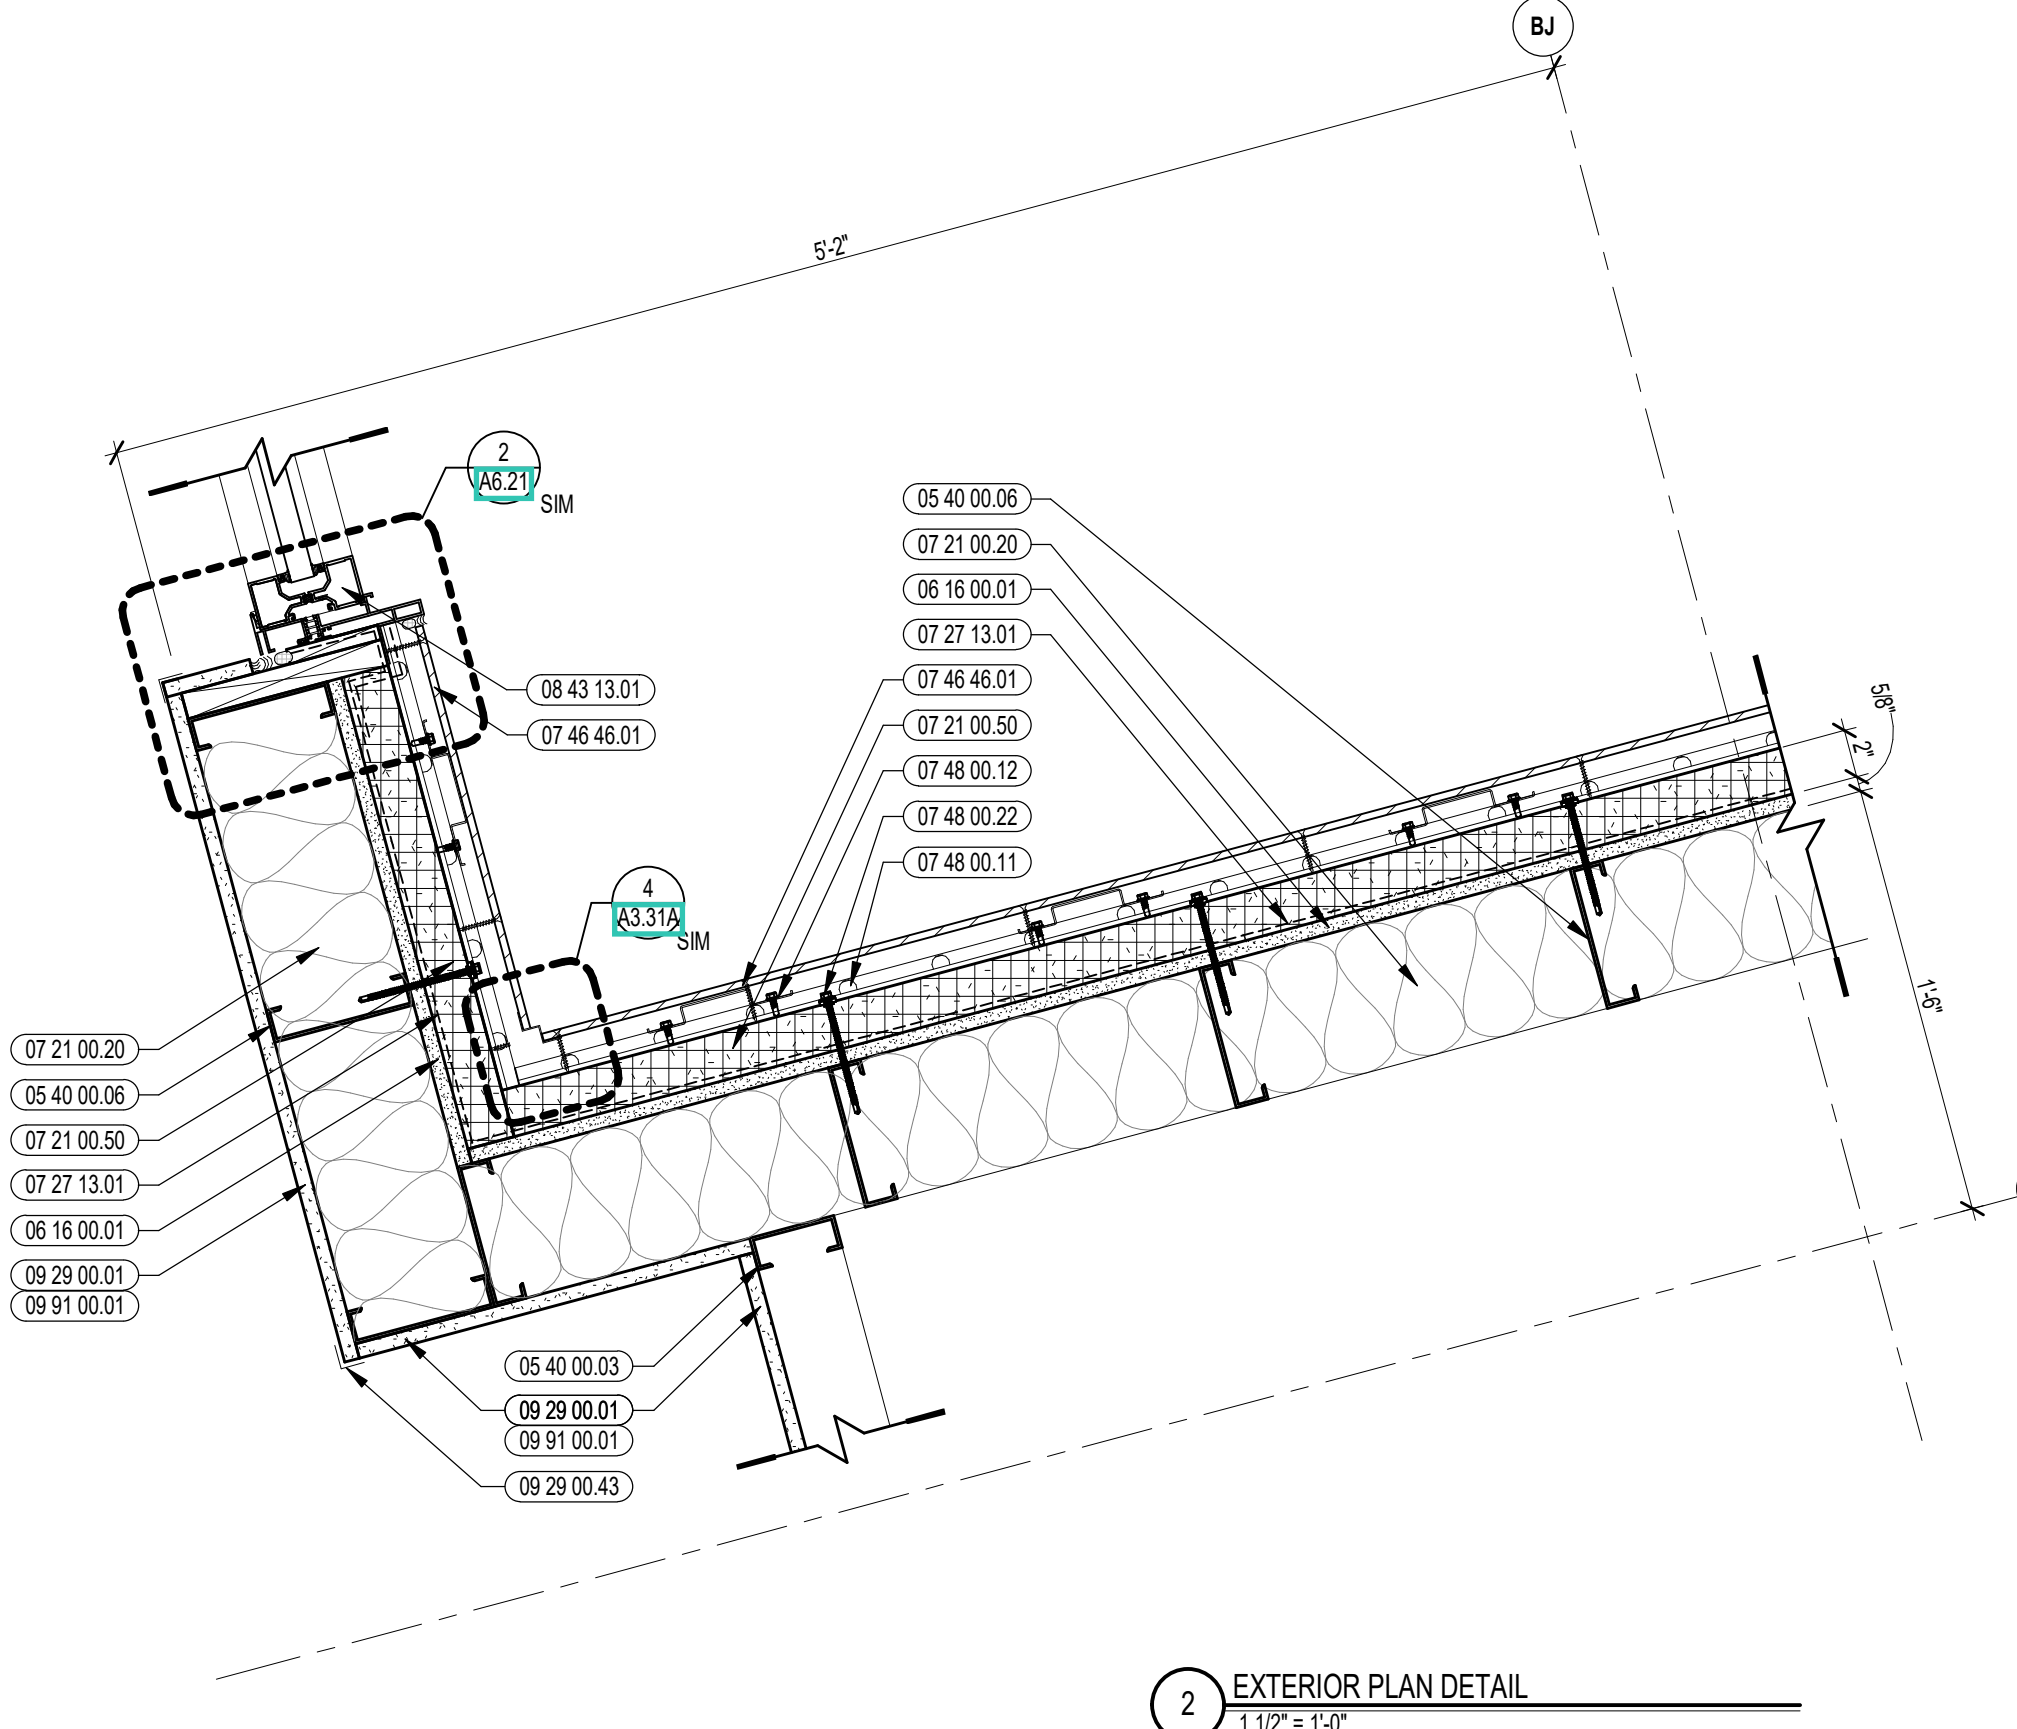 BJ
5'-2"
2
A6.21
SIM
05 40 00.06
07 21 00.20
06 16 00.01
07 27 13.01
07 46 46.01
07 21 00.50
07 48 00.12
07 48 00.22
07 48 00.11
08 43 13.01
07 46 46.01
5/8"
2"
4
A3.31A
SIM
1'-6"
07 21 00.20
05 40 00.06
07 21 00.50
07 27 13.01
06 16 00.01
09 29 00.01
09 91 00.01
05 40 00.03
09 29 00.01
09 91 00.01
09 29 00.43
2
EXTERIOR PLAN DETAIL
1 1/2" = 1'-0"